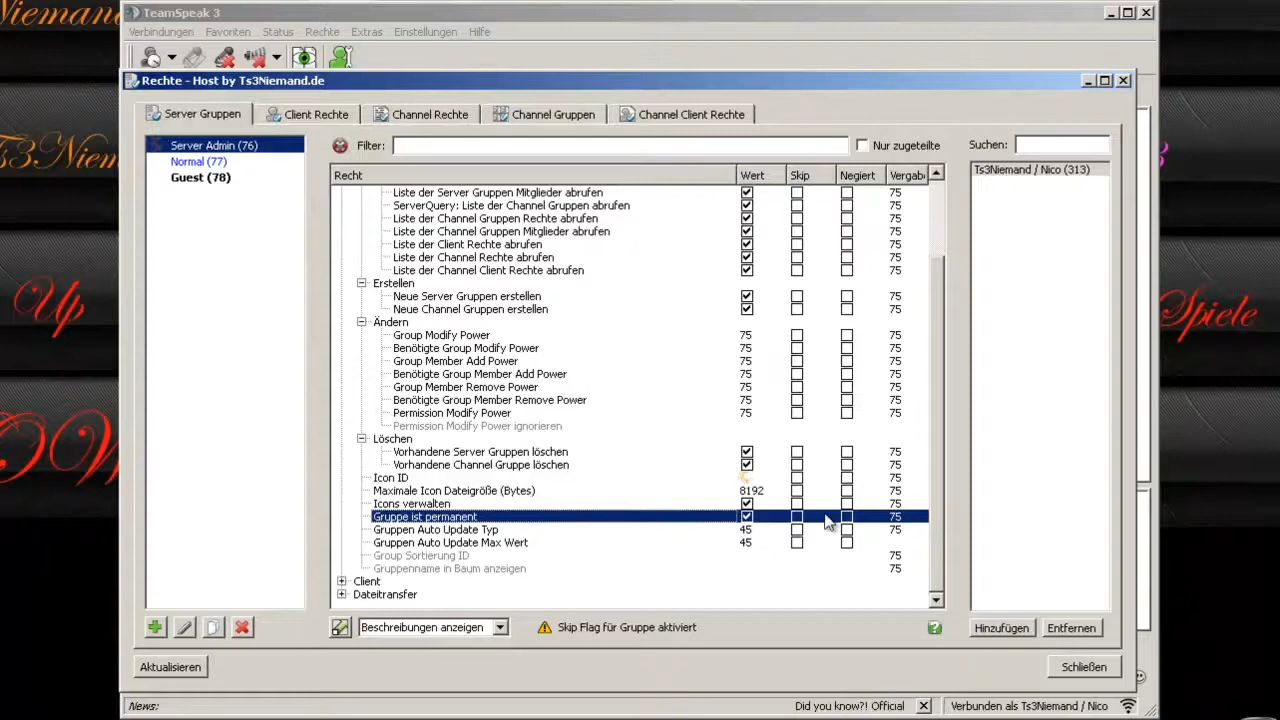 Niemand
TeamSpeak 3
Verbindungen Favoriten Status Rechte Extras Einstellungen Hilfe
Rechte - Host by Ts3Niemand.de
Server Gruppen Client Rechte Channel Rechte Channel Gruppen Channel Client Rechte
Server Admin (76)
Normal (77)
Guest (78)
Filter: Nur zugeteilte
Suchen:
Ts3Niemand / Nico (313)
Recht Wert Skip Negiert Vergab
Liste der Server Gruppen Mitglieder abrufen 75
ServerQuery: Liste der Channel Gruppen abrufen 75
Liste der Channel Gruppen Rechte abrufen 75
Liste der Channel Gruppen Mitglieder abrufen 75
Liste der Client Rechte abrufen 75
Liste der Channel Rechte abrufen 75
Liste der Channel Client Rechte abrufen 75
Erstellen
Neue Server Gruppen erstellen 75
Neue Channel Gruppen erstellen 75
Ändern
Group Modify Power 75 75
Benötigte Group Modify Power 75 75
Group Member Add Power 75 75
Benötigte Group Member Add Power 75 75
Group Member Remove Power 75 75
Benötigte Group Member Remove Power 75 75
Permission Modify Power 75 75
Permission Modify Power ignorieren 75
Löschen
Vorhandene Server Gruppen löschen 75
Vorhandene Channel Gruppe löschen 75
Icon ID 75
Maximale Icon Dateigröße (Bytes) 8192 75
Icons verwalten 75
Gruppe ist permanent 75
Gruppen Auto Update Typ 45 75
Gruppen Auto Update Max Wert 45
Group Sortierung ID 75
Gruppenname in Baum anzeigen 75
Client
Dateitransfer
Beschreibungen anzeigen Skip Flag für Gruppe aktiviert
Hinzufügen Entfernen
Aktualisieren Schließen
News: Did you know?! Official Verbunden als Ts3Niemand / Nico
Ts3Niem
Up
Spiele